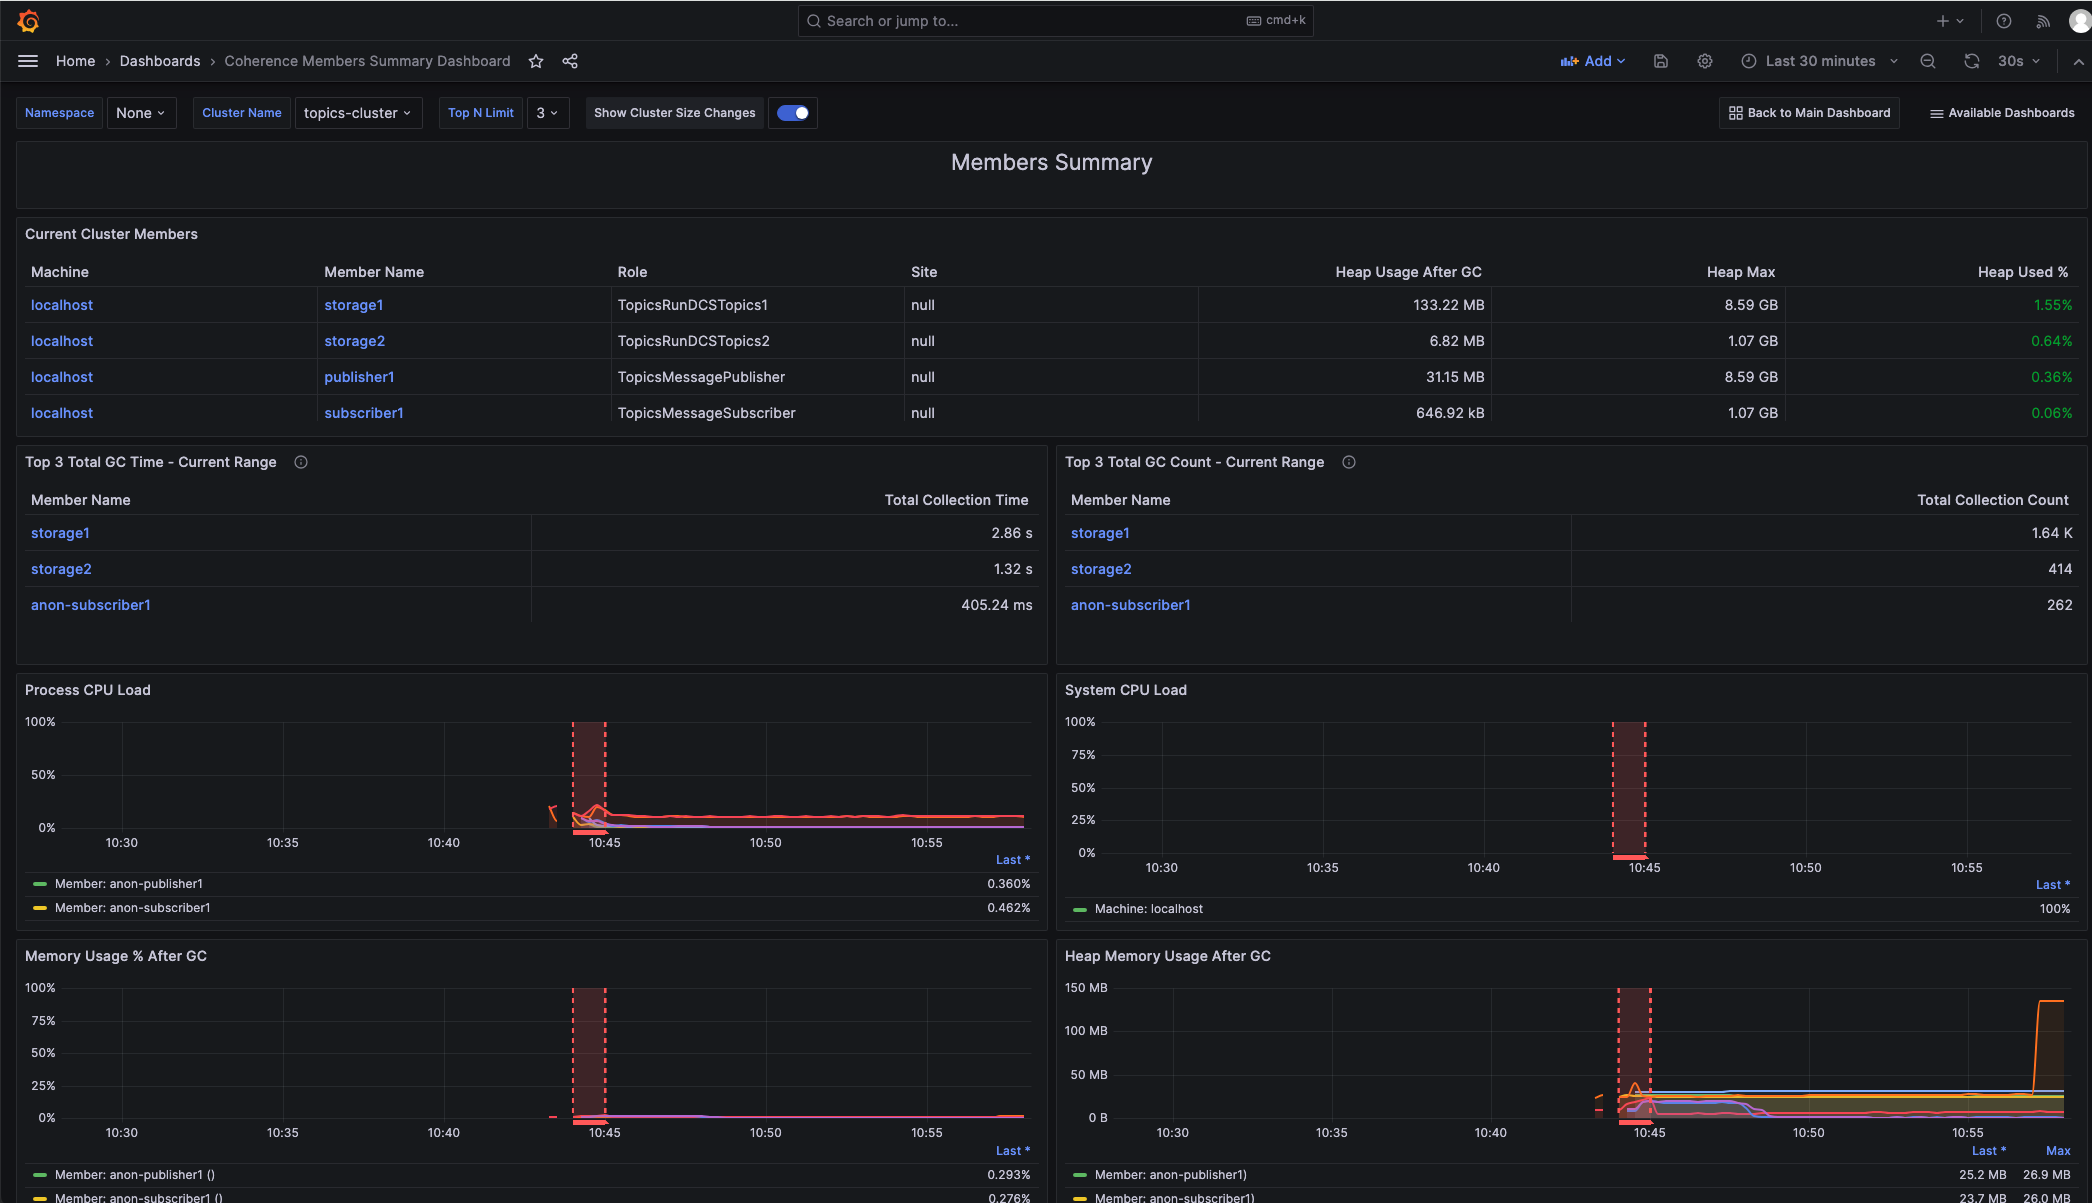 Search or jump to... cmd+k
Home › Dashboards › Coherence Members Summary Dashboard Add Last 30 minutes 30s
Namespace None Cluster Name topics-cluster Top N Limit 3 Show Cluster Size Changes Back to Main Dashboard Available Dashboards
Members Summary
Current Cluster Members
Machine Member Name Role Site Heap Usage After GC Heap Max Heap Used %
localhost storage1 TopicsRunDCSTopics1 null 133.22 MB 8.59 GB 1.55%
localhost storage2 TopicsRunDCSTopics2 null 6.82 MB 1.07 GB 0.64%
localhost publisher1 TopicsMessagePublisher null 31.15 MB 8.59 GB 0.36%
localhost subscriber1 TopicsMessageSubscriber null 646.92 kB 1.07 GB 0.06%
Top 3 Total GC Time - Current Range
Member Name Total Collection Time
storage1 2.86 s
storage2 1.32 s
anon-subscriber1 405.24 ms
Top 3 Total GC Count - Current Range
Member Name Total Collection Count
storage1 1.64 K
storage2 414
anon-subscriber1 262
Process CPU Load
100%
50%
0%
10:30 10:35 10:40 10:45 10:50 10:55
Last *
Member: anon-publisher1 0.360%
Member: anon-subscriber1 0.462%
System CPU Load
100%
75%
50%
25%
0%
10:30 10:35 10:40 10:45 10:50 10:55
Last *
Machine: localhost 100%
Memory Usage % After GC
100%
75%
50%
25%
0%
10:30 10:35 10:40 10:45 10:50 10:55
Last *
Member: anon-publisher1 () 0.293%
Member: anon-subscriber1 () 0.276%
Heap Memory Usage After GC
150 MB
100 MB
50 MB
0 B
10:30 10:35 10:40 10:45 10:50 10:55
Last * Max
Member: anon-publisher1) 25.2 MB 26.9 MB
Member: anon-subscriber1) 23.7 MB 26.0 MB